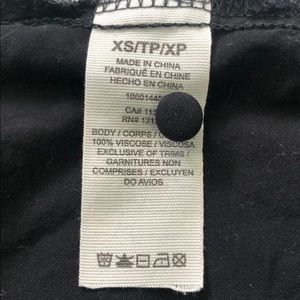 XS/TP/XP
MADE IN CHINA
FABRIQUÉ EN CHINE
HECHO EN CHINA
CA#
RN#
BODY / CORPS /
100% VISCOSE / VISCOSA
EXCLUSIVE OF TRIMS /
GARNITURES NON
COMPRISES / EXCLUYEN
DO AVIOS